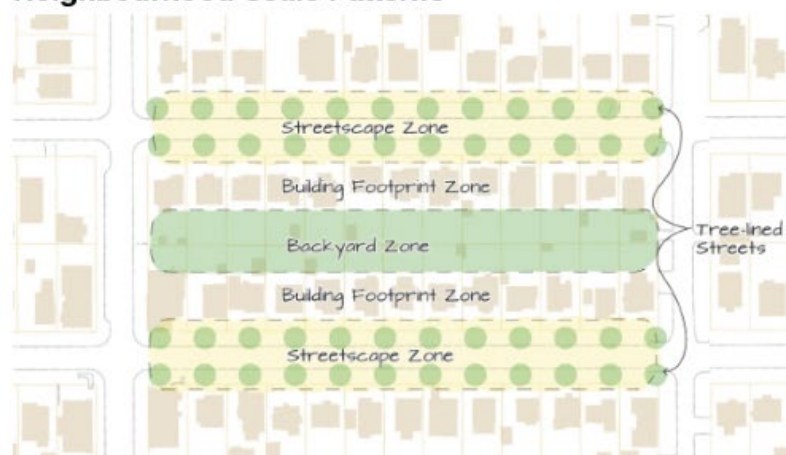 Streetscape Zone
Building Footprint Zone
Backyard Zone
Tree-lined
Streets
Building Footprint Zone
Streetscape Zone